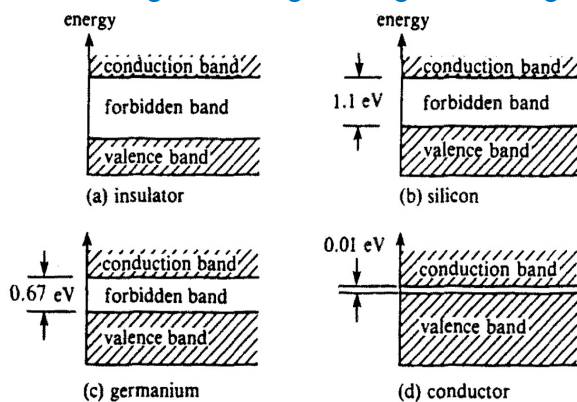 energy
conduction band
forbidden band
valence band
(a) insulator
energy
conduction band
1.1 eV
forbidden band
valence band
(b) silicon
conduction band
0.67 eV
forbidden band
valence band
(c) germanium
0.01 eV
conduction band
valence band
(d) conductor